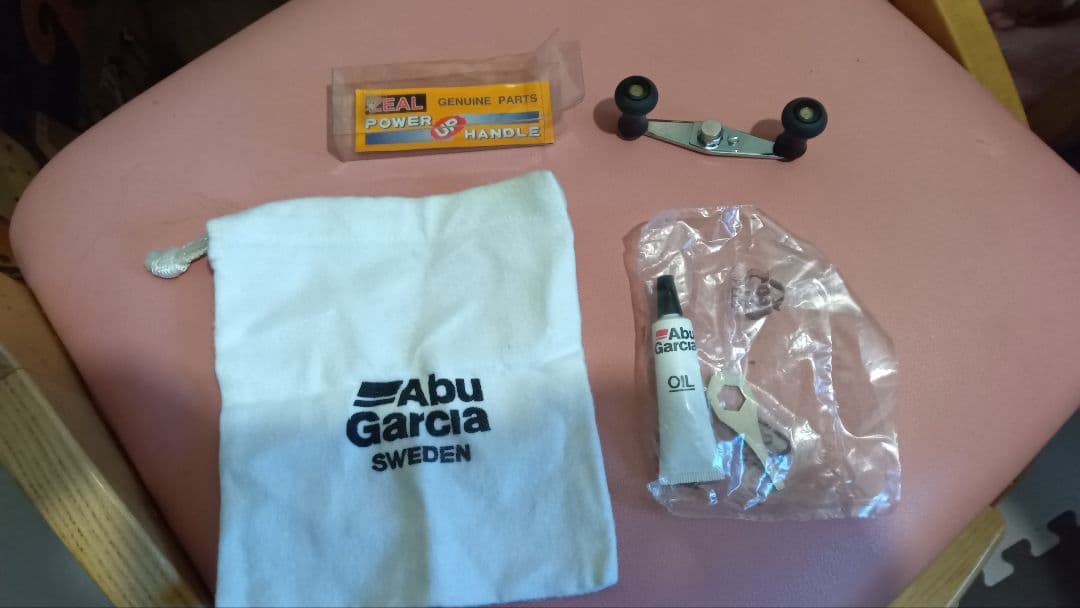 ZEAL GENUINE PARTS
POWER UP HANDLE
Abu
Garcia
SWEDEN
Abu
Garcia
OIL